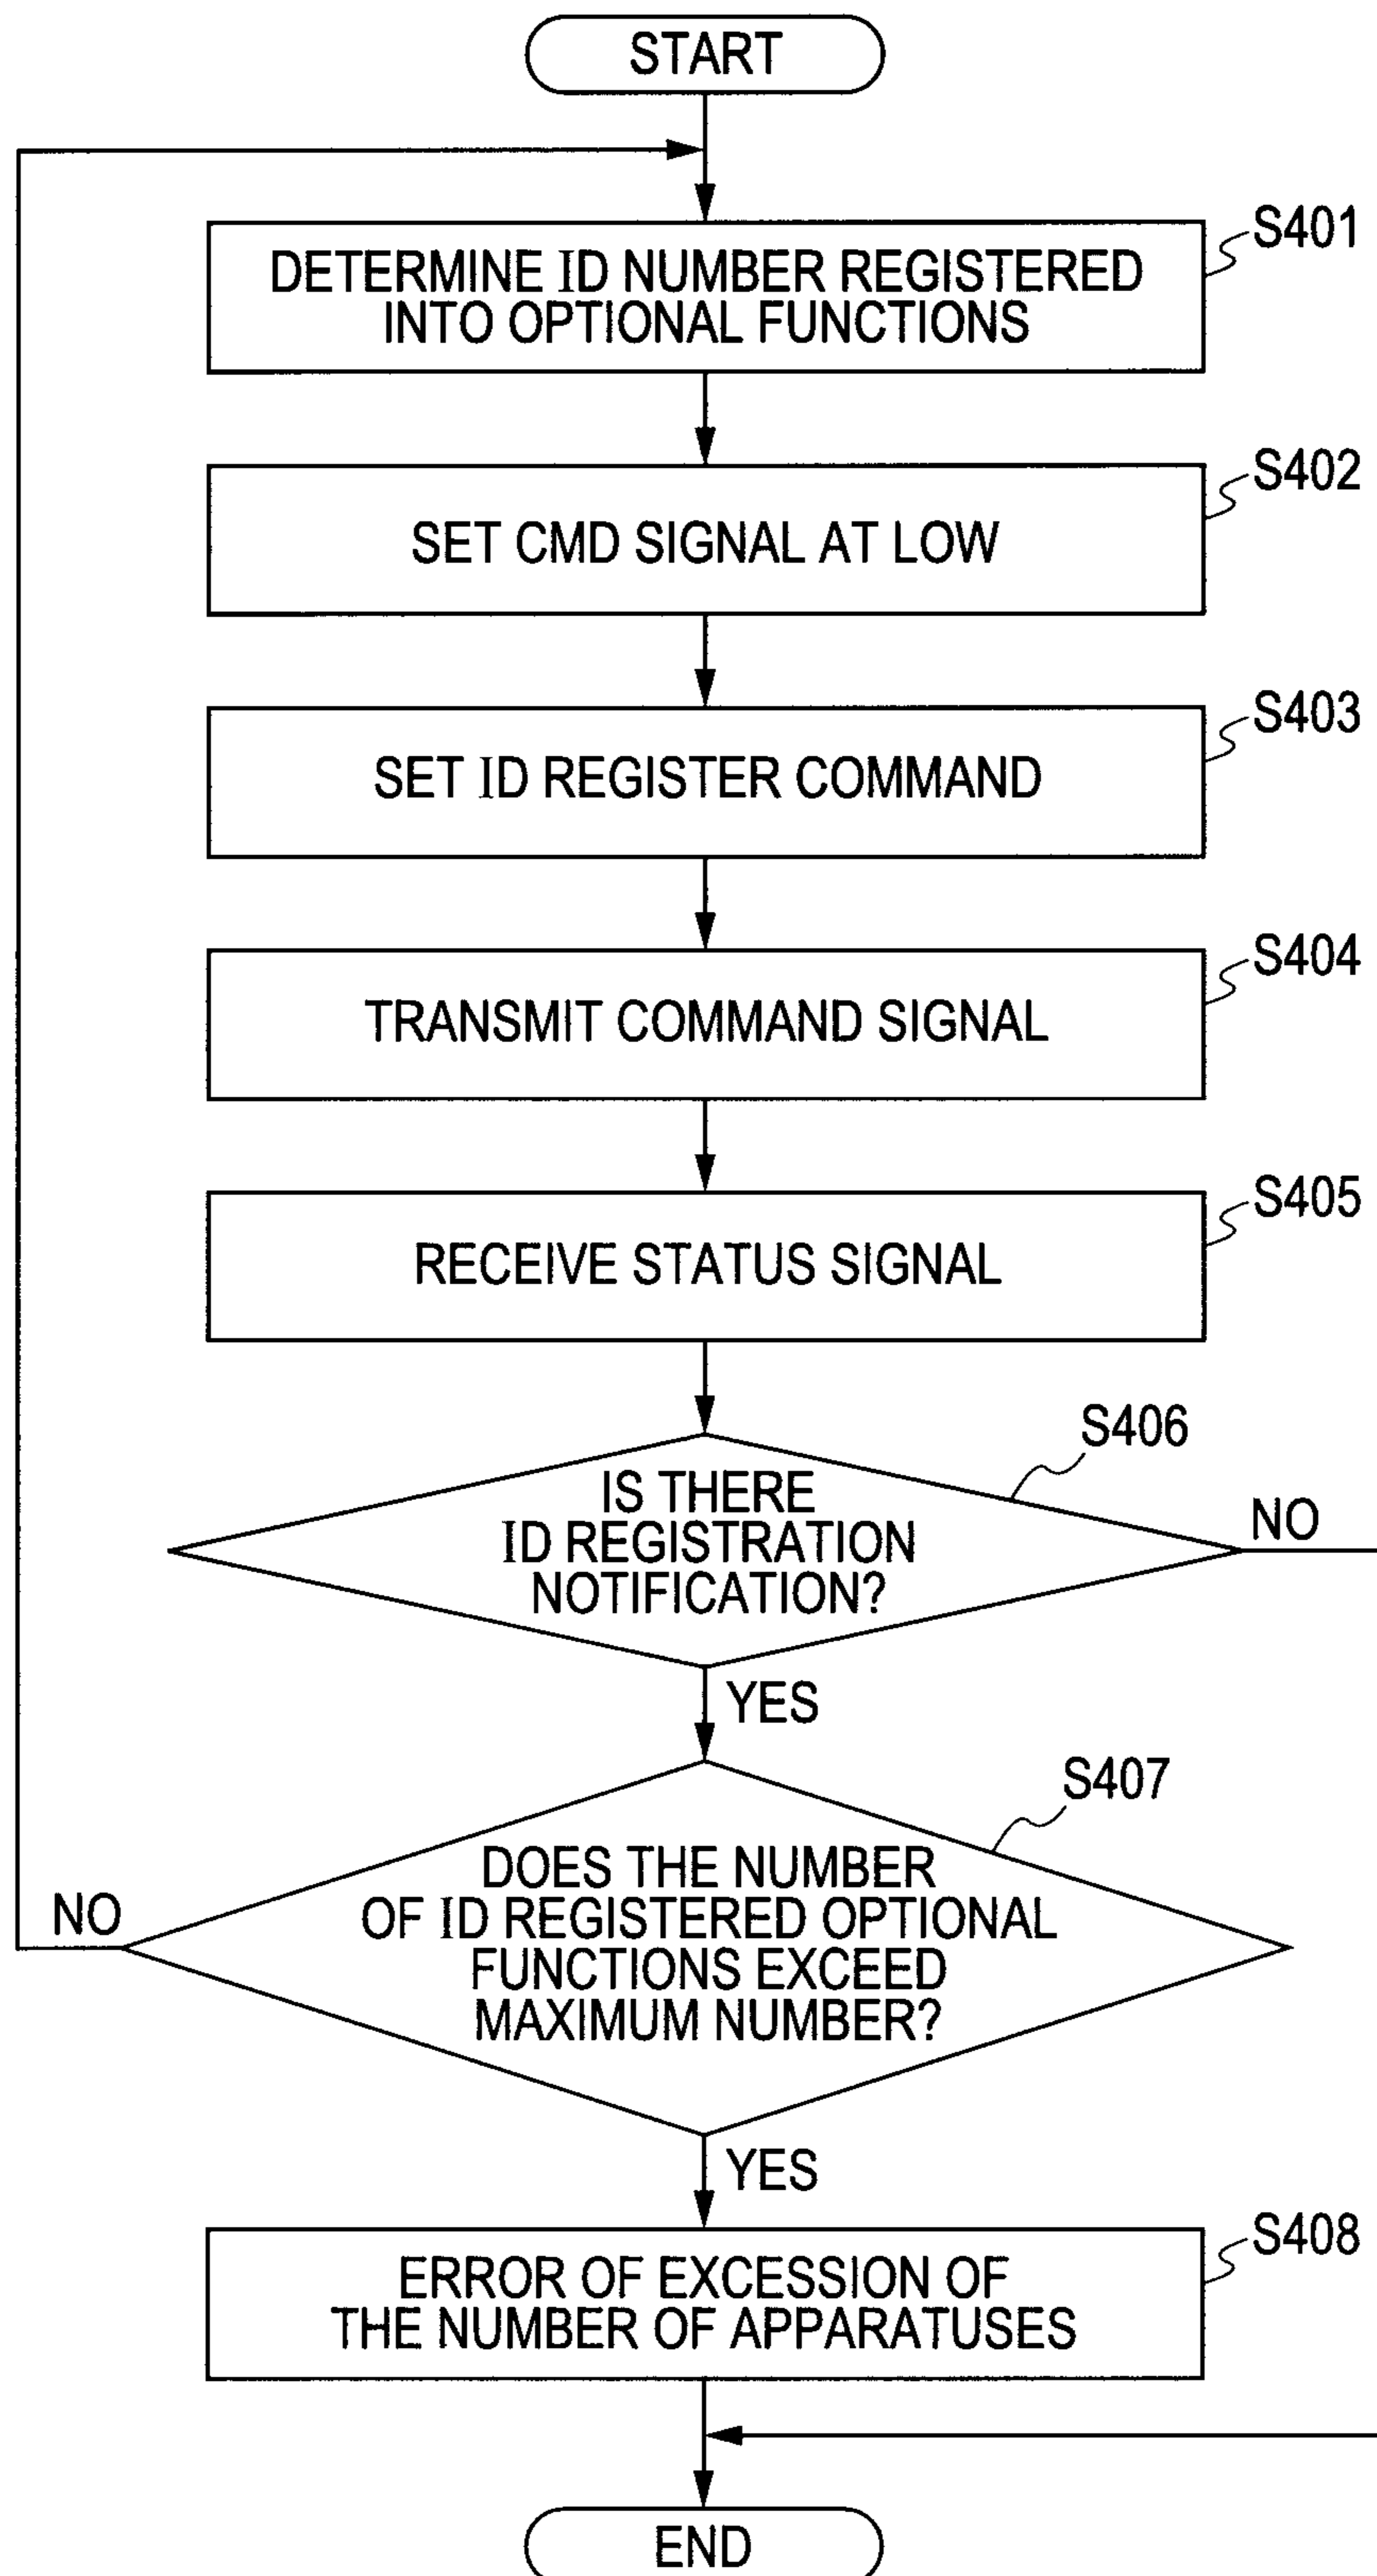 START
S401
DETERMINE ID NUMBER REGISTERED
INTO OPTIONAL FUNCTIONS
S402
SET CMD SIGNAL AT LOW
S403
SET ID REGISTER COMMAND
S404
TRANSMIT COMMAND SIGNAL
S405
RECEIVE STATUS SIGNAL
S406
IS THERE
ID REGISTRATION
NOTIFICATION?
NO
YES
S407
DOES THE NUMBER
OF ID REGISTERED OPTIONAL
FUNCTIONS EXCEED
MAXIMUM NUMBER?
NO
YES
S408
ERROR OF EXCESSION OF
THE NUMBER OF APPARATUSES
END